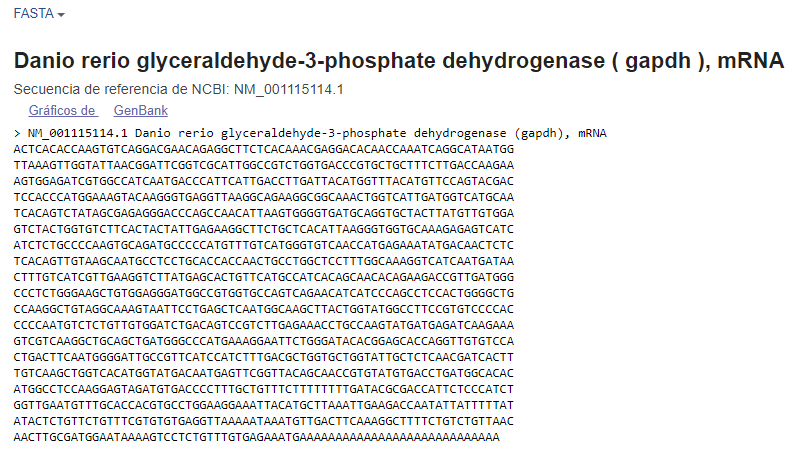 FASTA
Danio rerio glyceraldehyde-3-phosphate dehydrogenase ( gapdh ), mRNA
Secuencia de referencia de NCBI: NM_001115114.1
Gráficos de GenBank
> NM_001115114.1 Danio rerio glyceraldehyde-3-phosphate dehydrogenase (gapdh), mRNA
ACTCACACCAAGTGTCAGGACGAACAGAGGCTTCTCACAAACGAGGACACAACCAAATCAGGCATAATGG
TTAAAGTTGGTATTAACGGATTCGGTCGCATTGGCCGTCTGGTGACCCGTGCTGCTTTCTTGACCAAGAA
AGTGGAGATCGTGGCCATCAATGACCCATTCATTGACCTTGATTACATGGTTTACATGTTCCAGTACGAC
TCCACCCATGGAAAGTACAAGGGTGAGGTTAAGGCAGAAGGCGGCAAACTGGTCATTGATGGTCATGCAA
TCACAGTCTATAGCGAGAGGGACCCAGCCAACATTAAGTGGGGTGATGCAGGTGCTACTTATGTTGTGGA
GTCTACTGGTGTCTTCACTACTATTGAGAAGGCTTCTGCTCACATTAAGGGTGGTGCAAAGAGAGTCATC
ATCTCTGCCCCAAGTGCAGATGCCCCCATGTTTGTCATGGGTGTCAACCATGAGAAATATGACAACTCTC
TCACAGTTGTAAGCAATGCCTCCTGCACCACCAACTGCCTGGCTCCTTTGGCAAAGGTCATCAATGATAA
CTTTGTCATCGTTGAAGGTCTTATGAGCACTGTTCATGCCATCACAGCAACACAGAAGACCGTTGATGGG
CCCTCTGGGAAGCTGTGGAGGGATGGCCGTGGTGCCAGTCAGAACATCATCCCAGCCTCCACTGGGGCTG
CCAAGGCTGTAGGCAAAGTAATTCCTGAGCTCAATGGCAAGCTTACTGGTATGGCCTTCCGTGTCCCCAC
CCCCAATGTCTCTGTTGTGGATCTGACAGTCCGTCTTGAGAAACCTGCCAAGTATGATGAGATCAAGAAA
GTCGTCAAGGCTGCAGCTGATGGGCCCATGAAAGGAATTCTGGGATACACGGAGCACCAGGTTGTGTCCA
CTGACTTCAATGGGGATTGCCGTTCATCCATCTTTGACGCTGGTGCTGGTATTGCTCTCAACGATCACTT
TGTCAAGCTGGTCACATGGTATGACAATGAGTTCGGTTACAGCAACCGTGTATGTGACCTGATGGCACAC
ATGGCCTCCAAGGAGTAGATGTGACCCCTTTGCTGTTTCTTTTTTTTTGATACGCGACCATTCTCCCATCT
GGTTGAATGTTTGCACCACGTGCCTGGAAGGAAATTACATGCTTAAATTGAAGACCAATATTATTTTTAT
ATACTCTGTTCTGTTTCGTGTGTGAGGTTAAAAATAAATGTTGACTTCAAAGGCTTTTCTGTCTGTTAAC
AACTTGCGATGGAATAAAAGTCCTCTGTTTGTGAGAAATGAAAAAAAAAAAAAAAAAAAAAAAAAAAA